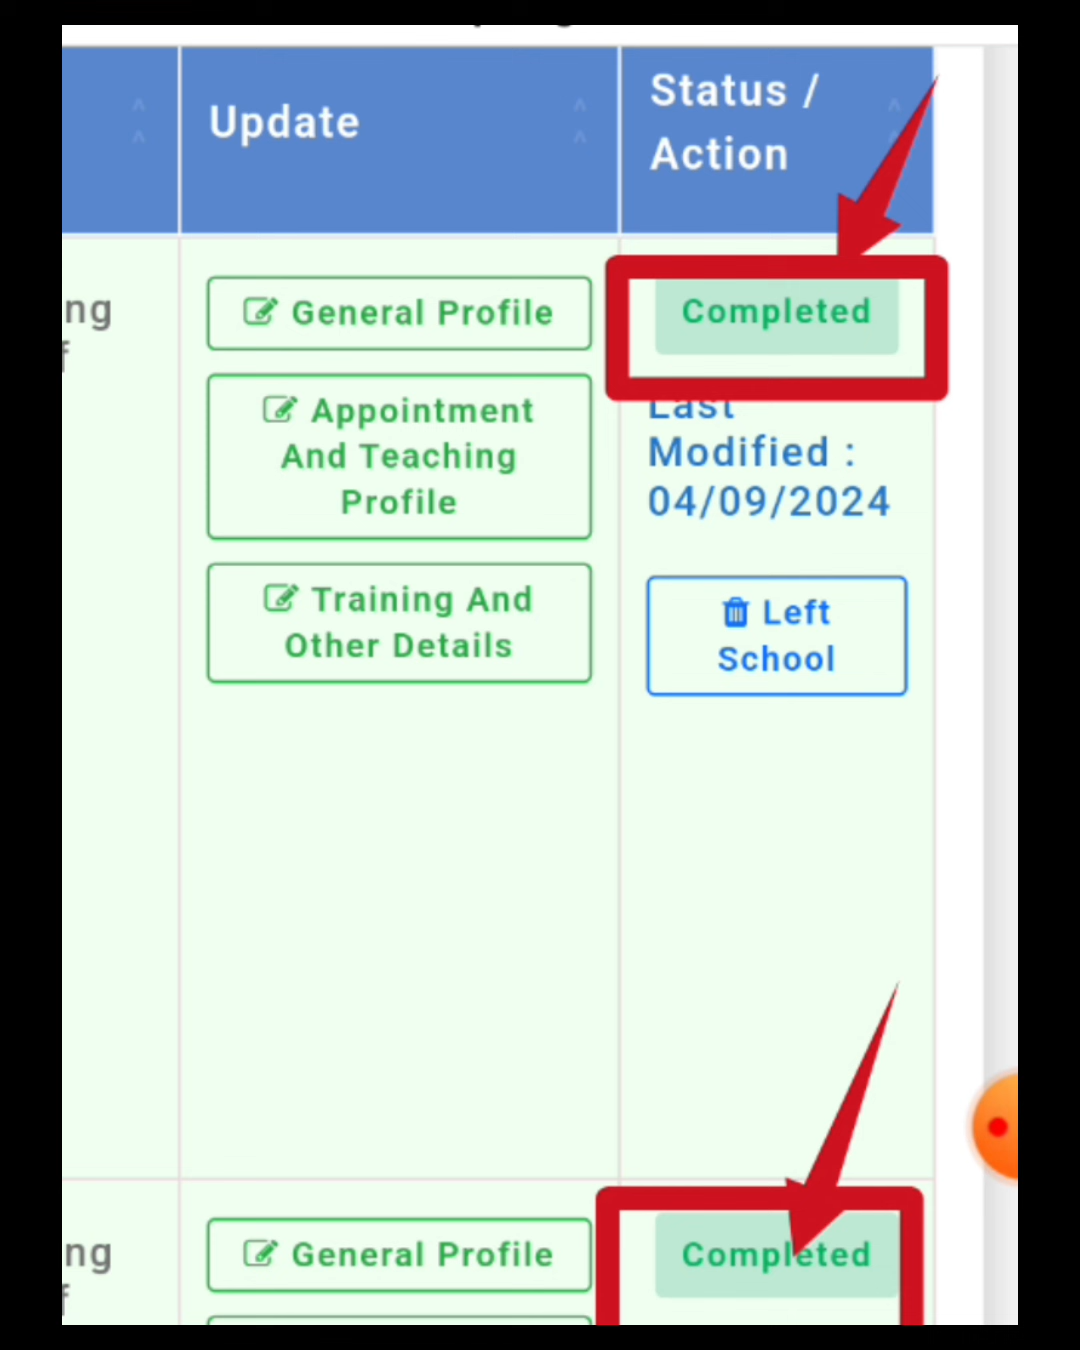 Update
Status /
Action
ng
General Profile
Completed
Appointment
And Teaching
Profile
Last
Modified :
04/09/2024
Training And
Other Details
Left
School
ng
General Profile
Completed